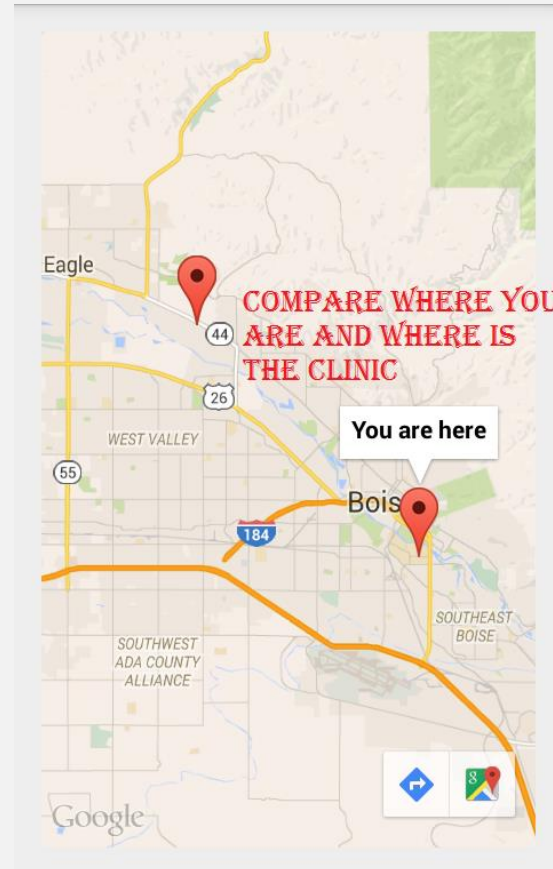 Eagle
COMPARE WHERE YOU
ARE AND WHERE IS
THE CLINIC
44
26
WEST VALLEY
You are here
55
Bois
184
SOUTHEAST
BOISE
SOUTHWEST
ADA COUNTY
ALLIANCE
8
Google